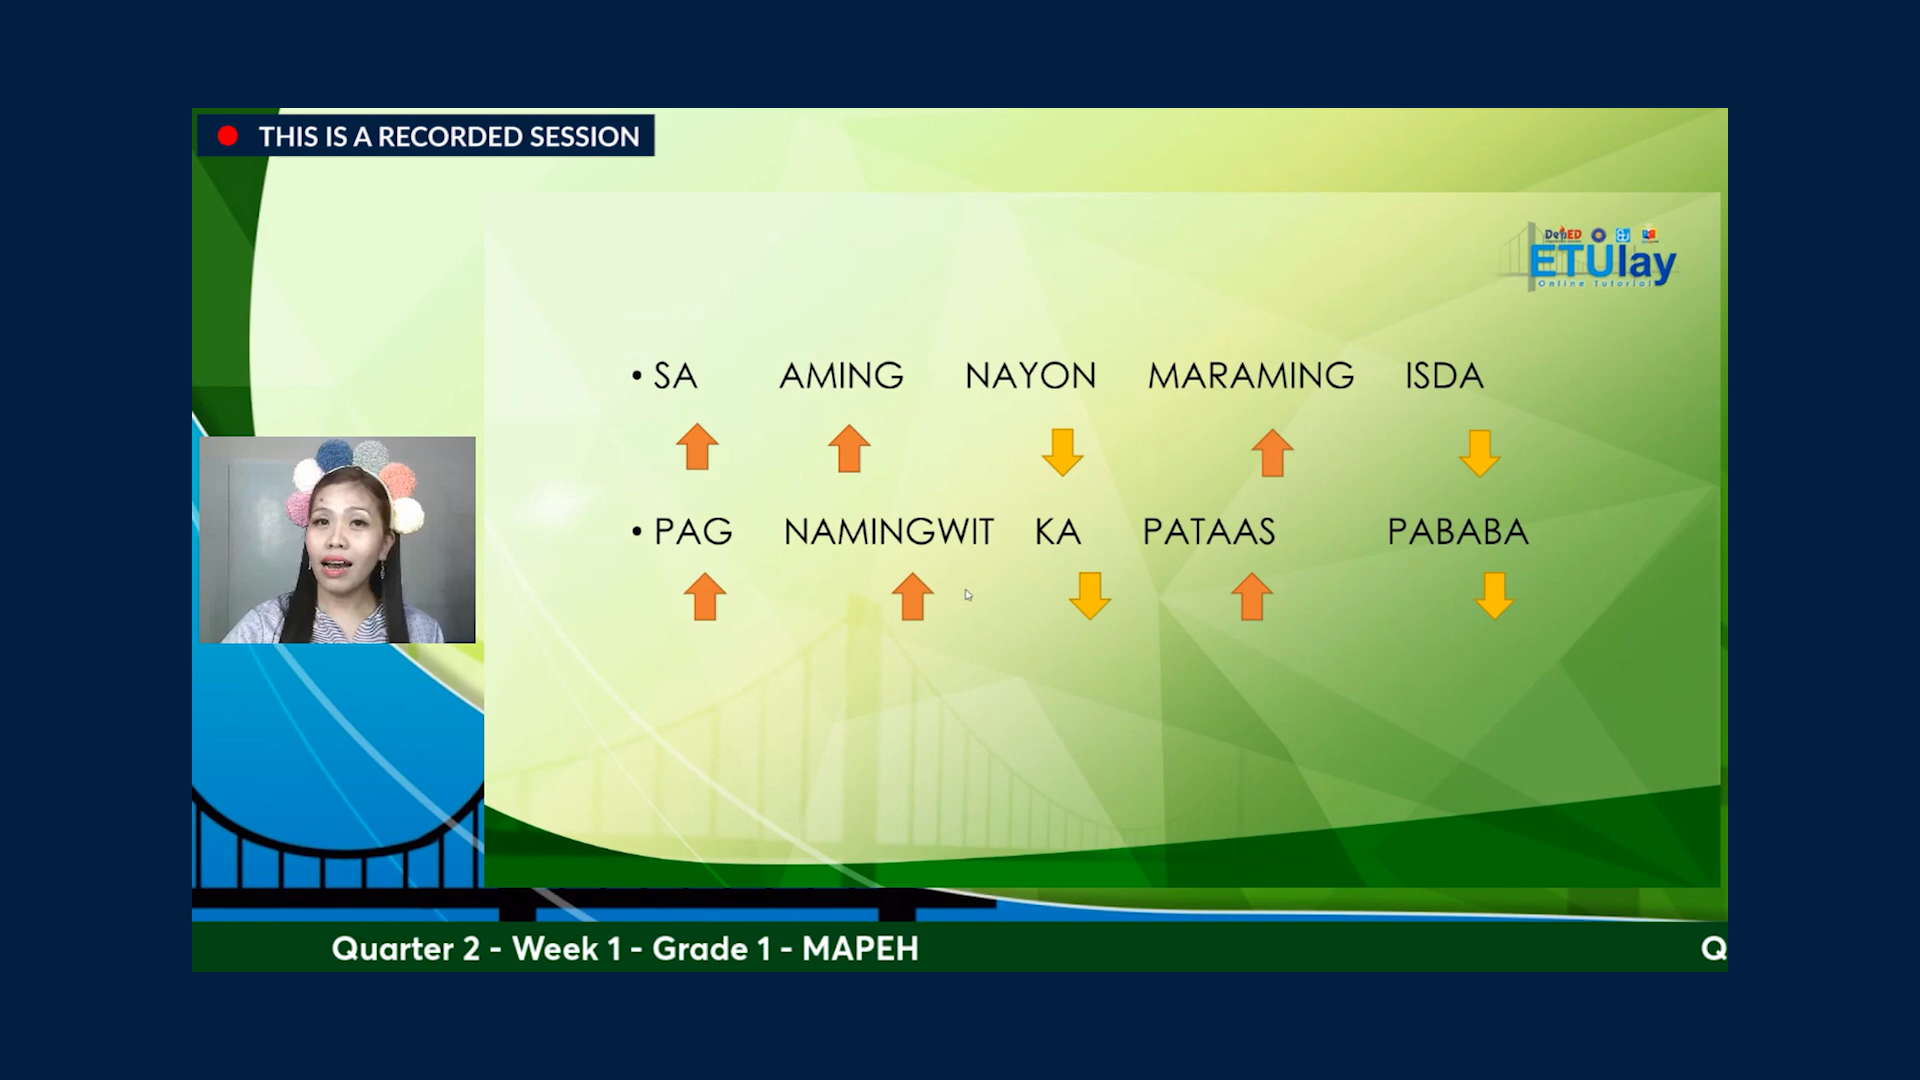 THIS IS A RECORDED SESSION
DepED
ETUlay
Online Tutorial
• SA AMING NAYON MARAMING ISDA
• PAG NAMINGWIT KA PATAAS PABABA
Quarter 2 - Week 1 - Grade 1 - MAPEH Q